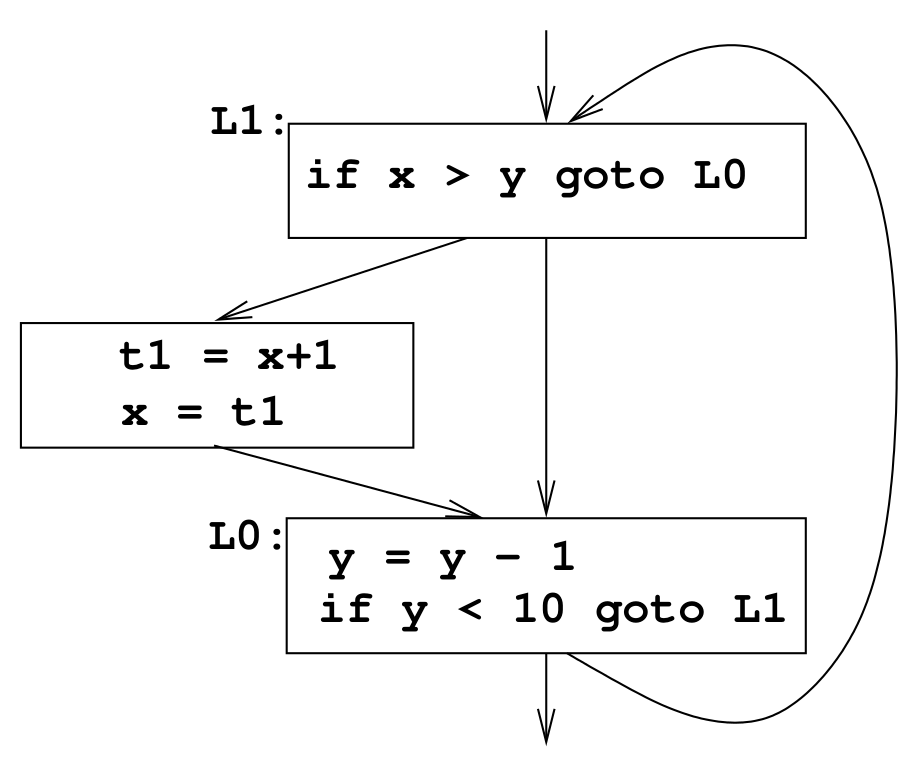 L1:
if x > y goto L0
t1 = x+1
x = t1
L0:
y = y - 1
if y < 10 goto L1